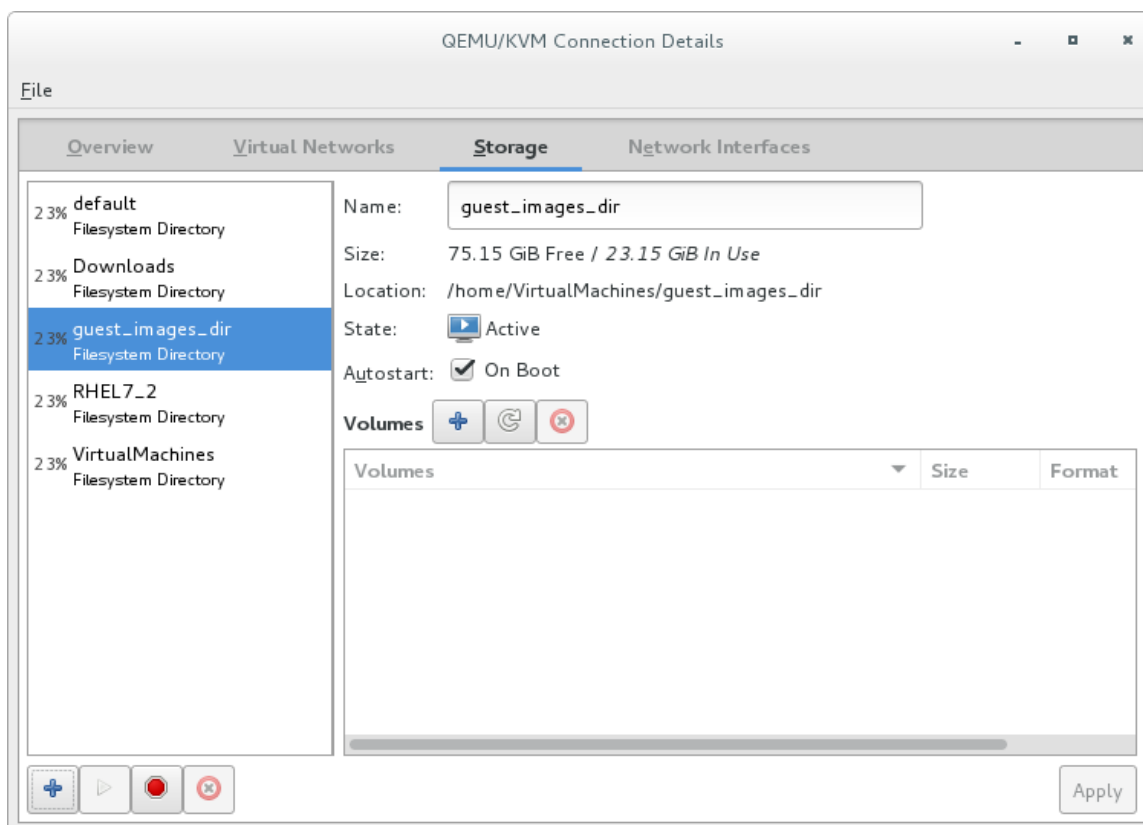 QEMU/KVM Connection Details
File
Overview Virtual Networks Storage Network Interfaces
23% default
Filesystem Directory
23% Downloads
Filesystem Directory
23% guest_images_dir
Filesystem Directory
23% RHEL7_2
Filesystem Directory
23% VirtualMachines
Filesystem Directory
Name: guest_images_dir
Size: 75.15 GiB Free / 23.15 GiB In Use
Location: /home/VirtualMachines/guest_images_dir
State: Active
Autostart: On Boot
Volumes
Volumes Size Format
Apply